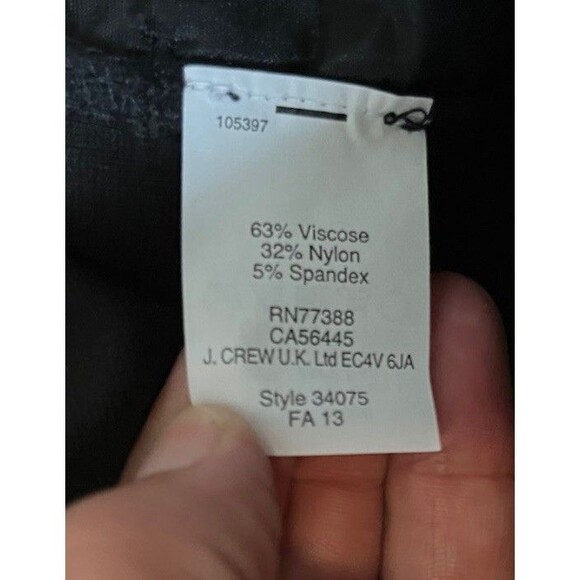 105397
63% Viscose
32% Nylon
5% Spandex
RN77388
CA56445
J. CREW U.K. Ltd EC4V 6JA
Style 34075
FA 13